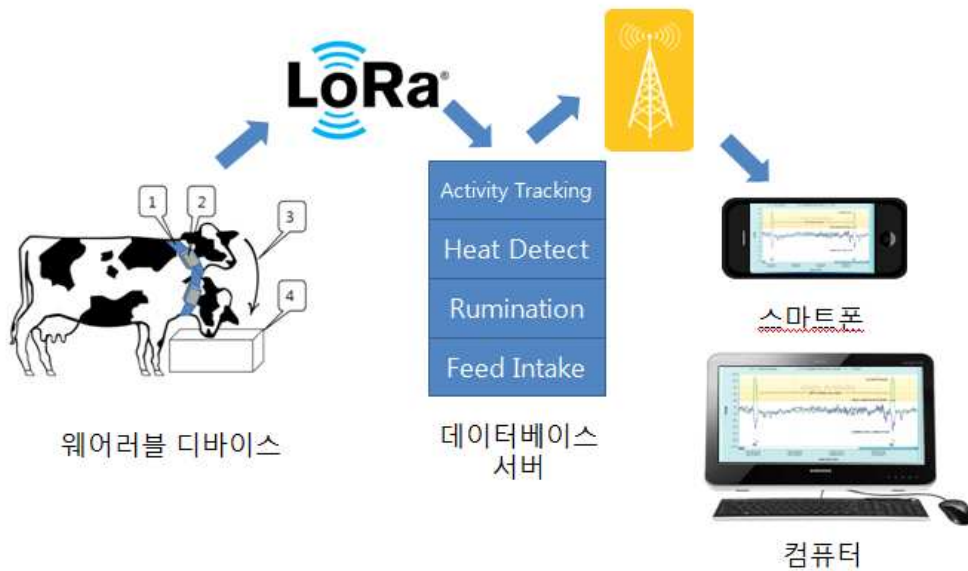 LoRa®
1
2
3
4
웨어러블 디바이스
Activity Tracking
Heat Detect
Rumination
Feed Intake
데이터베이스
서버
스마트폰
SAMSUNG
컴퓨터